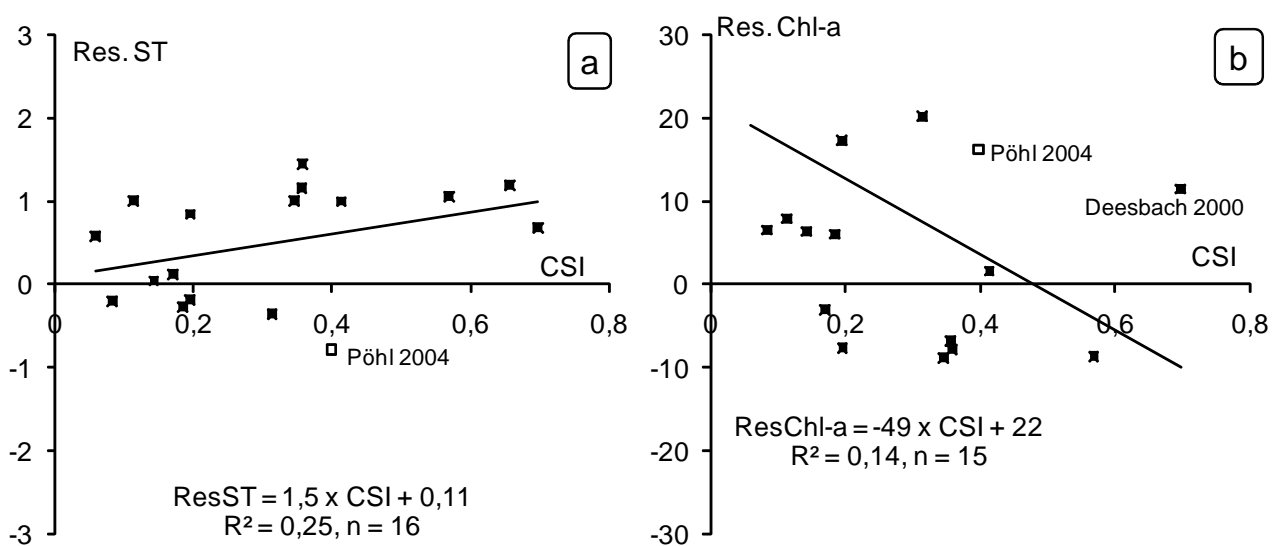 Res. ST
a
3
2
1
0
-1
-2
-3
0
0,2
0,4
0,6
0,8
CSI
Pöhl 2004
ResST = 1,5 x CSI + 0,11
R² = 0,25, n = 16
Res. Chl-a
b
30
20
10
0
-10
-20
-30
0
0,2
0,4
0,6
0,8
Pöhl 2004
Deesbach 2000
CSI
ResChl-a = -49 x CSI + 22
R² = 0,14, n = 15